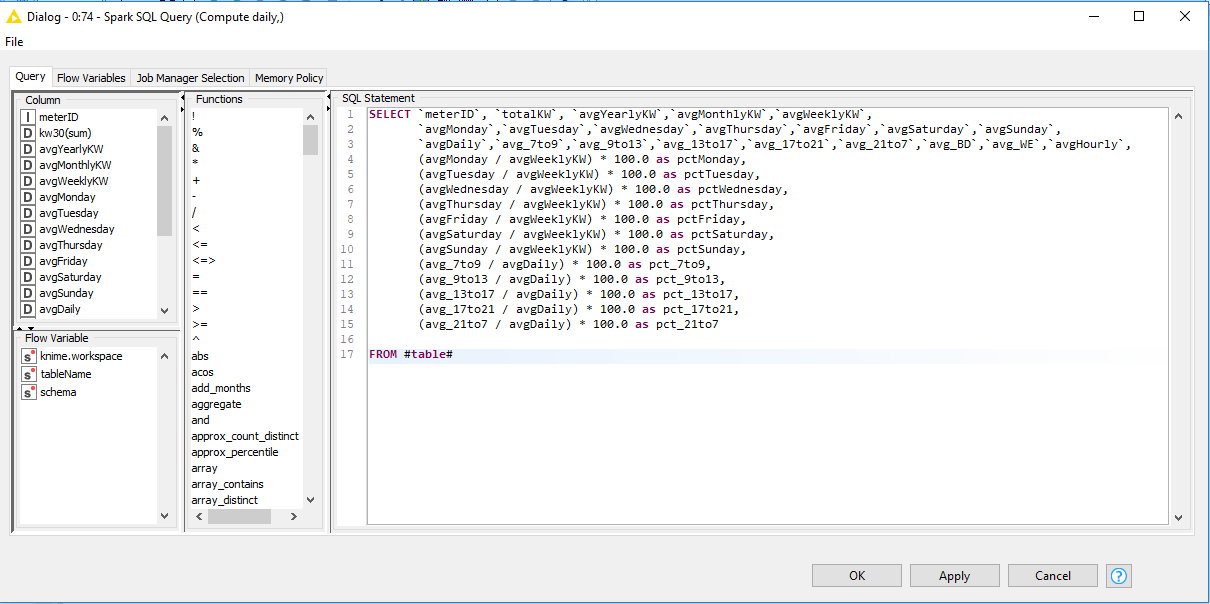 Dialog - 0:74 - Spark SQL Query (Compute daily,)
File
Query Flow Variables Job Manager Selection Memory Policy
Column
I meterID
D kw30(sum)
D avgYearlyKW
D avgMonthlyKW
D avgWeeklyKW
D avgMonday
D avgTuesday
D avgWednesday
D avgThursday
D avgFriday
D avgSaturday
D avgSunday
D avgDaily
Flow Variable
s knime.workspace
s tableName
s schema
Functions
!
%
&
*
+
-
/
<
<=
<=>
=
==
>
>=
^
abs
acos
add_months
aggregate
and
approx_count_distinct
approx_percentile
array
array_contains
array_distinct
SQL Statement
1 SELECT `meterID`, `totalKW`, `avgYearlyKW`,`avgMonthlyKW`,`avgWeeklyKW`,
2 `avgMonday`,`avgTuesday`,`avgWednesday`,`avgThursday`,`avgFriday`,`avgSaturday`,`avgSunday`,
3 `avgDaily`,`avg_7to9`,`avg_9to13`,`avg_13to17`,`avg_17to21`,`avg_21to7`,`avg_BD`,`avg_WE`,`avgHourly`,
4 (avgMonday / avgWeeklyKW) * 100.0 as pctMonday,
5 (avgTuesday / avgWeeklyKW) * 100.0 as pctTuesday,
6 (avgWednesday / avgWeeklyKW) * 100.0 as pctWednesday,
7 (avgThursday / avgWeeklyKW) * 100.0 as pctThursday,
8 (avgFriday / avgWeeklyKW) * 100.0 as pctFriday,
9 (avgSaturday / avgWeeklyKW) * 100.0 as pctSaturday,
10 (avgSunday / avgWeeklyKW) * 100.0 as pctSunday,
11 (avg_7to9 / avgDaily) * 100.0 as pct_7to9,
12 (avg_9to13 / avgDaily) * 100.0 as pct_9to13,
13 (avg_13to17 / avgDaily) * 100.0 as pct_13to17,
14 (avg_17to21 / avgDaily) * 100.0 as pct_17to21,
15 (avg_21to7 / avgDaily) * 100.0 as pct_21to7
16
17 FROM #table#
OK Apply Cancel ?